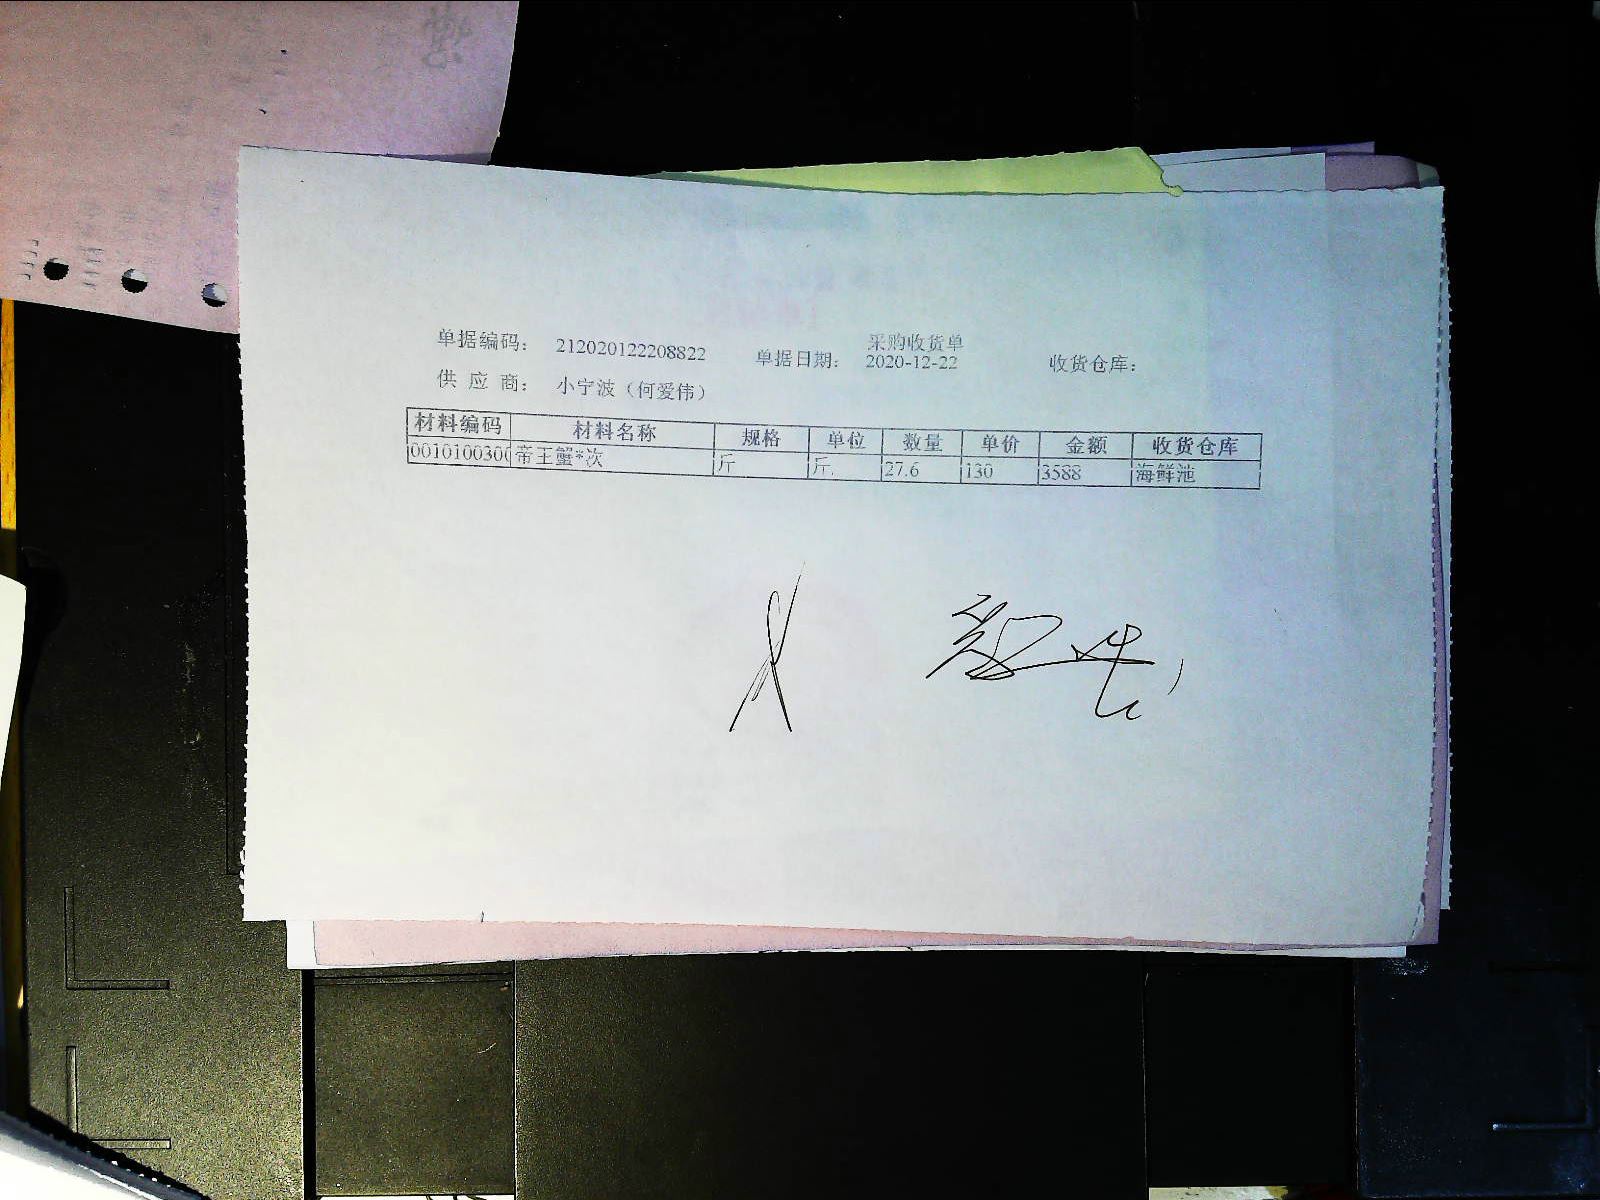 采购收货单
单据编码： 212020122208822 单据日期： 2020-12-22 收货仓库：
供 应 商： 小宁波（何爱伟）
材料编码 材料名称 规格 单位 数量 单价 金额 收货仓库
0010100300 帝王蟹*次 斤 斤 27.6 130 3588 海鲜池